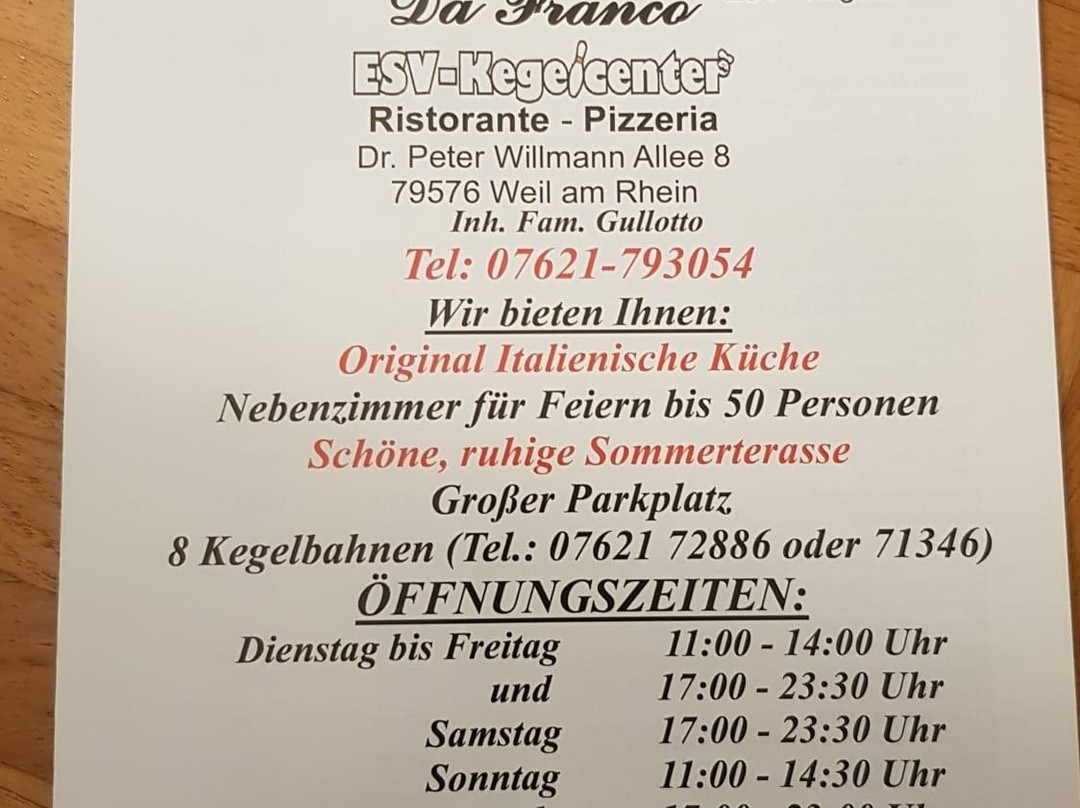 Da Franco
ESV-Kegelcenter
Ristorante - Pizzeria
Dr. Peter Willmann Allee 8
79576 Weil am Rhein
Inh. Fam. Gullotto
Tel: 07621-793054
Wir bieten Ihnen:
Original Italienische Küche
Nebenzimmer für Feiern bis 50 Personen
Schöne, ruhige Sommerterasse
Großer Parkplatz
8 Kegelbahnen (Tel.: 07621 72886 oder 71346)
ÖFFNUNGSZEITEN:
Dienstag bis Freitag 11:00 - 14:00 Uhr
und 17:00 - 23:30 Uhr
Samstag 17:00 - 23:30 Uhr
Sonntag 11:00 - 14:30 Uhr